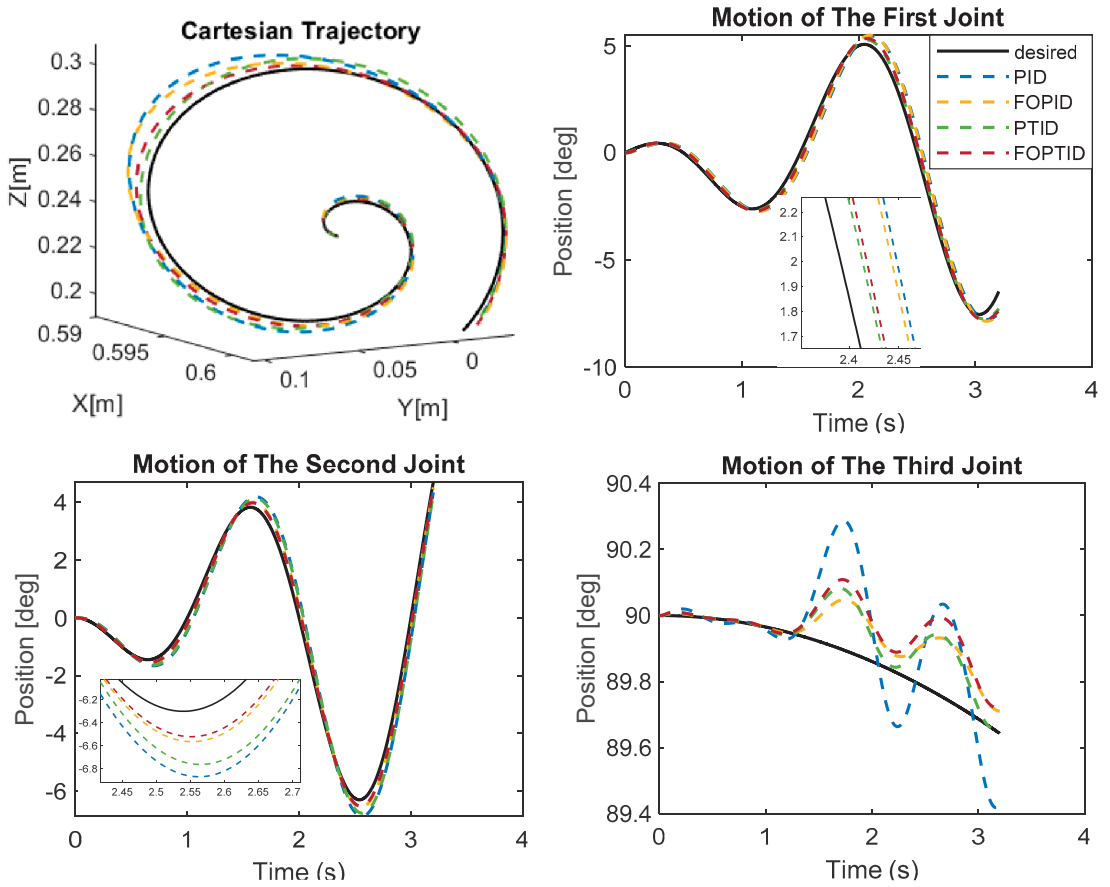 Cartesian Trajectory
0.3
0.28
0.26
0.24
0.22
0.2
Z[m]
0.59
0.595
0.6
X[m]
0.1
0.05
0
Y[m]
Motion of The First Joint
5
0
-5
-10
Position [deg]
desired
PID
FOPID
PTID
FOPTID
2.2
2.1
2
1.9
1.8
1.7
2.4 2.45
0 1 2 3 4
Time (s)
Motion of The Second Joint
4
2
0
-2
-4
-6
Position [deg]
-6.2
-6.4
-6.6
-6.8
2.45 2.5 2.55 2.6 2.65 2.7
0 1 2 3 4
Time (s)
Motion of The Third Joint
90.4
90.2
90
89.8
89.6
89.4
Position [deg]
0 1 2 3 4
Time (s)